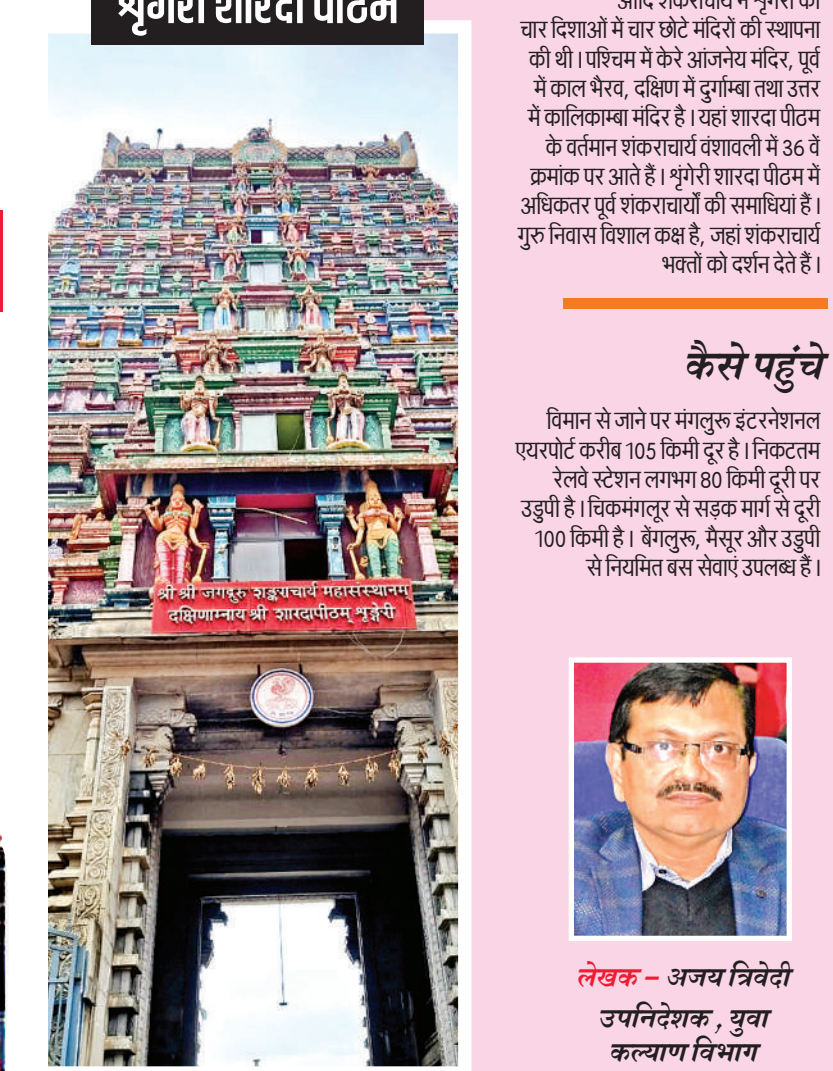 श्रृंगेरी शारदा पीठम
आदि शंकराचार्य ने श्रृंगेरी की
चार दिशाओं में चार छोटे मंदिरों की स्थापना
की थी। पश्चिम में केरे आंजनेय मंदिर, पूर्व
में काल भैरव, दक्षिण में दुर्गाम्बा तथा उत्तर
में कालिकाम्बा मंदिर है। यहां शारदा पीठम
के वर्तमान शंकराचार्य वंशावली में 36 वें
क्रमांक पर आते हैं। श्रृंगेरी शारदा पीठम में
अधिकतर पूर्व शंकराचार्यों की समाधियां हैं।
गुरु निवास विशाल कक्ष है, जहां शंकराचार्य
भक्तों को दर्शन देते हैं।
कैसे पहुंचे
विमान से जाने पर मंगलुरू इंटरनेशनल
एयरपोर्ट करीब 105 किमी दूर है। निकटतम
रेलवे स्टेशन लगभग 80 किमी दूरी पर
उडुपी है। चिकमंगलूर से सड़क मार्ग से दूरी
100 किमी है। बेंगलुरू, मैसूर और उडुपी
से नियमित बस सेवाएं उपलब्ध हैं।
श्री श्री जगद्गुरु शङ्कराचार्य महासंस्थानम्
दक्षिणाम्नाय श्री शारदापीठम् शृङ्गेरी
लेखक – अजय त्रिवेदी
उपनिदेशक , युवा
कल्याण विभाग